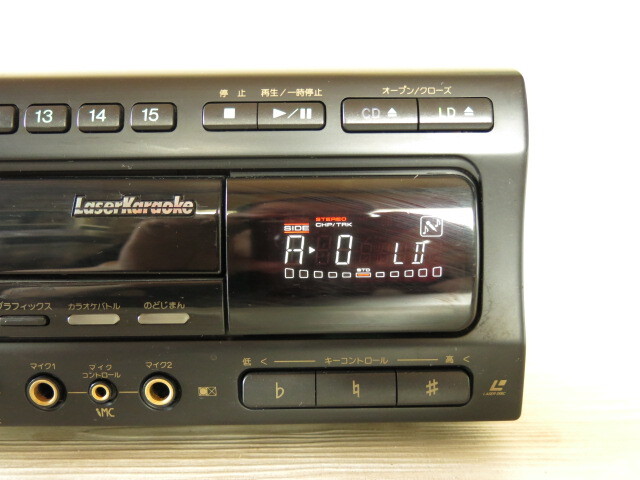 停 止 再生/一時停止 オープン/クローズ
13 14 15 ■ ▶/❚❚ CD ⏏ LD ⏏
LaserKaraoke
STEREO
SIDE CHP/TRK
A ▸ 0 LD
STD
グラフィックス カラオケバトル のどじまん
マイク1 マイクコントロール マイク2 低 < キーコントロール 高 <
♭ ♮ ♯
MC